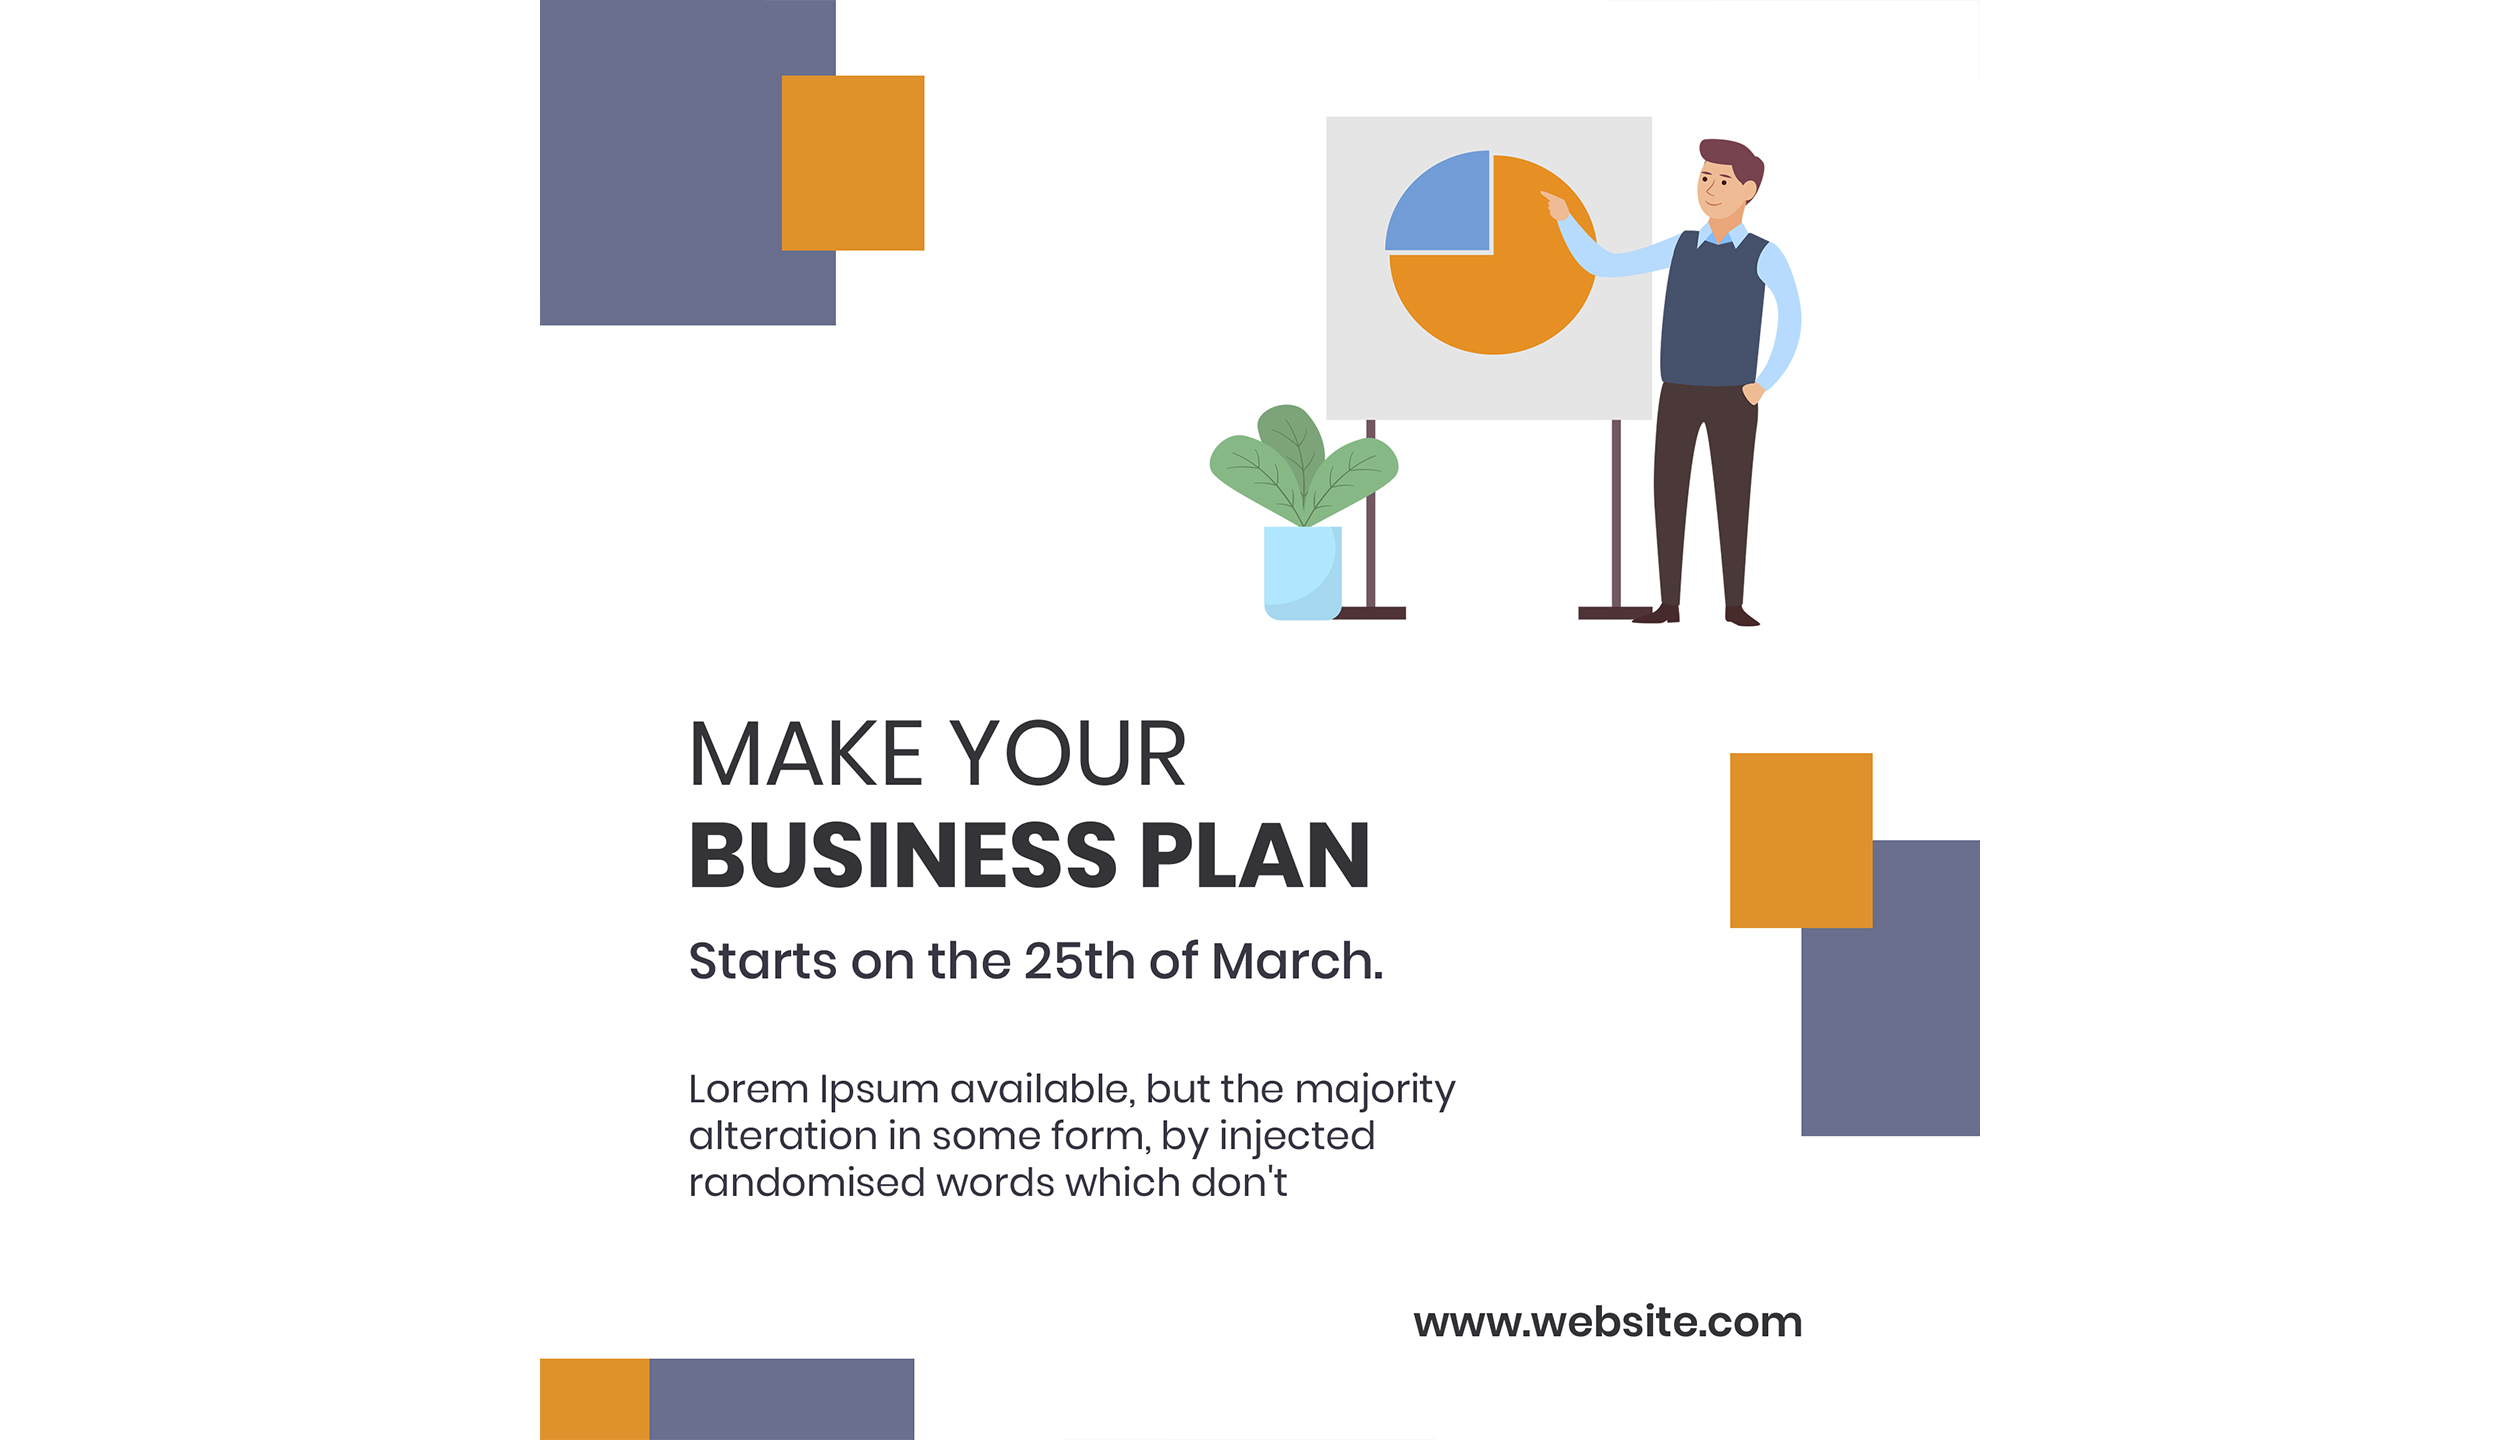 MAKE YOUR
BUSINESS PLAN
Starts on the 25th of March.
Lorem Ipsum available, but the majority
alteration in some form, by injected
randomised words which don't
www.website.com